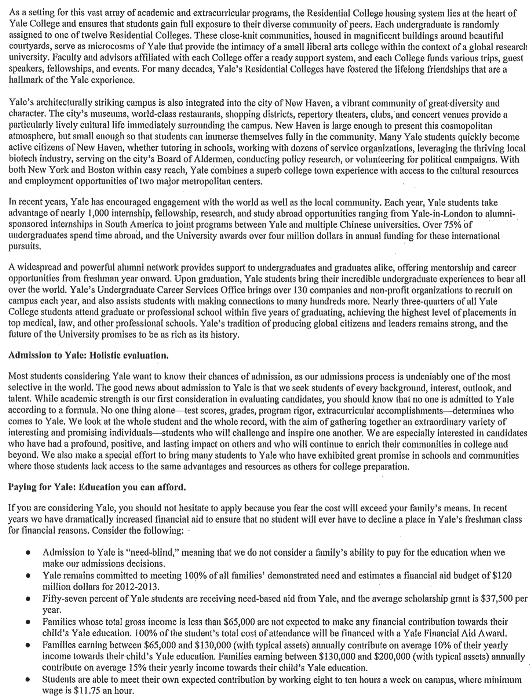 As a setting for this vast array of academic and extracurricular programs, the Residential College housing system lies at the heart of
Yale College and ensures that students gain full exposure to their diverse community of peers. Each undergraduate is randomly
assigned to one of twelve Residential Colleges. These close-knit communities, housed in magnificent buildings around beautiful
courtyards, serve as microcosms of Yale that provide the intimacy of a small liberal arts college within the context of a global research
university. Faculty and advisors affiliated with each College offer a ready support system, and each College funds various trips, guest
speakers, fellowships, and events. For many decades, Yale's Residential Colleges have fostered the lifelong friendships that are a
hallmark of the Yale experience.
Yale's architecturally striking campus is also integrated into the city of New Haven, a vibrant community of great diversity and
character. The city's museums, world-class restaurants, shopping districts, repertory theaters, clubs, and concert venues provide a
particularly lively cultural life immediately surrounding the campus. New Haven is large enough to present this cosmopolitan
atmosphere, but small enough so that students can immerse themselves fully in the community. Many Yale students quickly become
active citizens of New Haven, whether tutoring in schools, working with dozens of service organizations, leveraging the thriving local
biotech industry, serving on the city's Board of Aldermen, conducting policy research, or volunteering for political campaigns. With
both New York and Boston within easy reach, Yale combines a superb college town experience with access to the cultural resources
and employment opportunities of two major metropolitan centers.
In recent years, Yale has encouraged engagement with the world as well as the local community. Each year, Yale students take
advantage of nearly 1,000 internship, fellowship, research, and study abroad opportunities ranging from Yale-in-London to alumni-
sponsored internships in South America to joint programs between Yale and multiple Chinese universities. Over 75% of
undergraduates spend time abroad, and the University awards over four million dollars in annual funding for these international
pursuits.
A widespread and powerful alumni network provides support to undergraduates and graduates alike, offering mentorship and career
opportunities from freshman year onward. Upon graduation, Yale students bring their incredible undergraduate experiences to bear all
over the world. Yale's Undergraduate Career Services Office brings over 130 companies and non-profit organizations to recruit on
campus each year, and also assists students with making connections to many hundreds more. Nearly three-quarters of all Yale
College students attend graduate or professional school within five years of graduating, achieving the highest level of placements in
top medical, law, and other professional schools. Yale's tradition of producing global citizens and leaders remains strong, and the
future of the University promises to be as rich as its history.
Admission to Yale: Holistic evaluation.
Most students considering Yale want to know their chances of admission, as our admissions process is undeniably one of the most
selective in the world. The good news about admission to Yale is that we seek students of every background, interest, outlook, and
talent. While academic strength is our first consideration in evaluating candidates, you should know that no one is admitted to Yale
according to a formula. No one thing alone—test scores, grades, program rigor, extracurricular accomplishments—determines who
comes to Yale. We look at the whole student and the whole record, with the aim of gathering together an extraordinary variety of
interesting and promising individuals—students who will challenge and inspire one another. We are especially interested in candidates
who have had a profound, positive, and lasting impact on others and who will continue to enrich their communities in college and
beyond. We also make a special effort to bring many students to Yale who have exhibited great promise in schools and communities
where those students lack access to the same advantages and resources as others for college preparation.
Paying for Yale: Education you can afford.
If you are considering Yale, you should not hesitate to apply because you fear the cost will exceed your family's means. In recent
years we have dramatically increased financial aid to ensure that no student will ever have to decline a place in Yale's freshman class
for financial reasons. Consider the following:
• Admission to Yale is "need-blind," meaning that we do not consider a family's ability to pay for the education when we
make our admissions decisions.
• Yale remains committed to meeting 100% of all families' demonstrated need and estimates a financial aid budget of $120
million dollars for 2012-2013.
• Fifty-seven percent of Yale students are receiving need-based aid from Yale, and the average scholarship grant is $37,500 per
year.
• Families whose total gross income is less than $65,000 are not expected to make any financial contribution towards their
child's Yale education. 100% of the student's total cost of attendance will be financed with a Yale Financial Aid Award.
• Families earning between $65,000 and $130,000 (with typical assets) annually contribute on average 10% of their yearly
income towards their child's Yale education. Families earning between $130,000 and $200,000 (with typical assets) annually
contribute on average 15% their yearly income towards their child's Yale education.
• Students are able to meet their own expected contribution by working eight to ten hours a week on campus, where minimum
wage is $11.75 an hour.